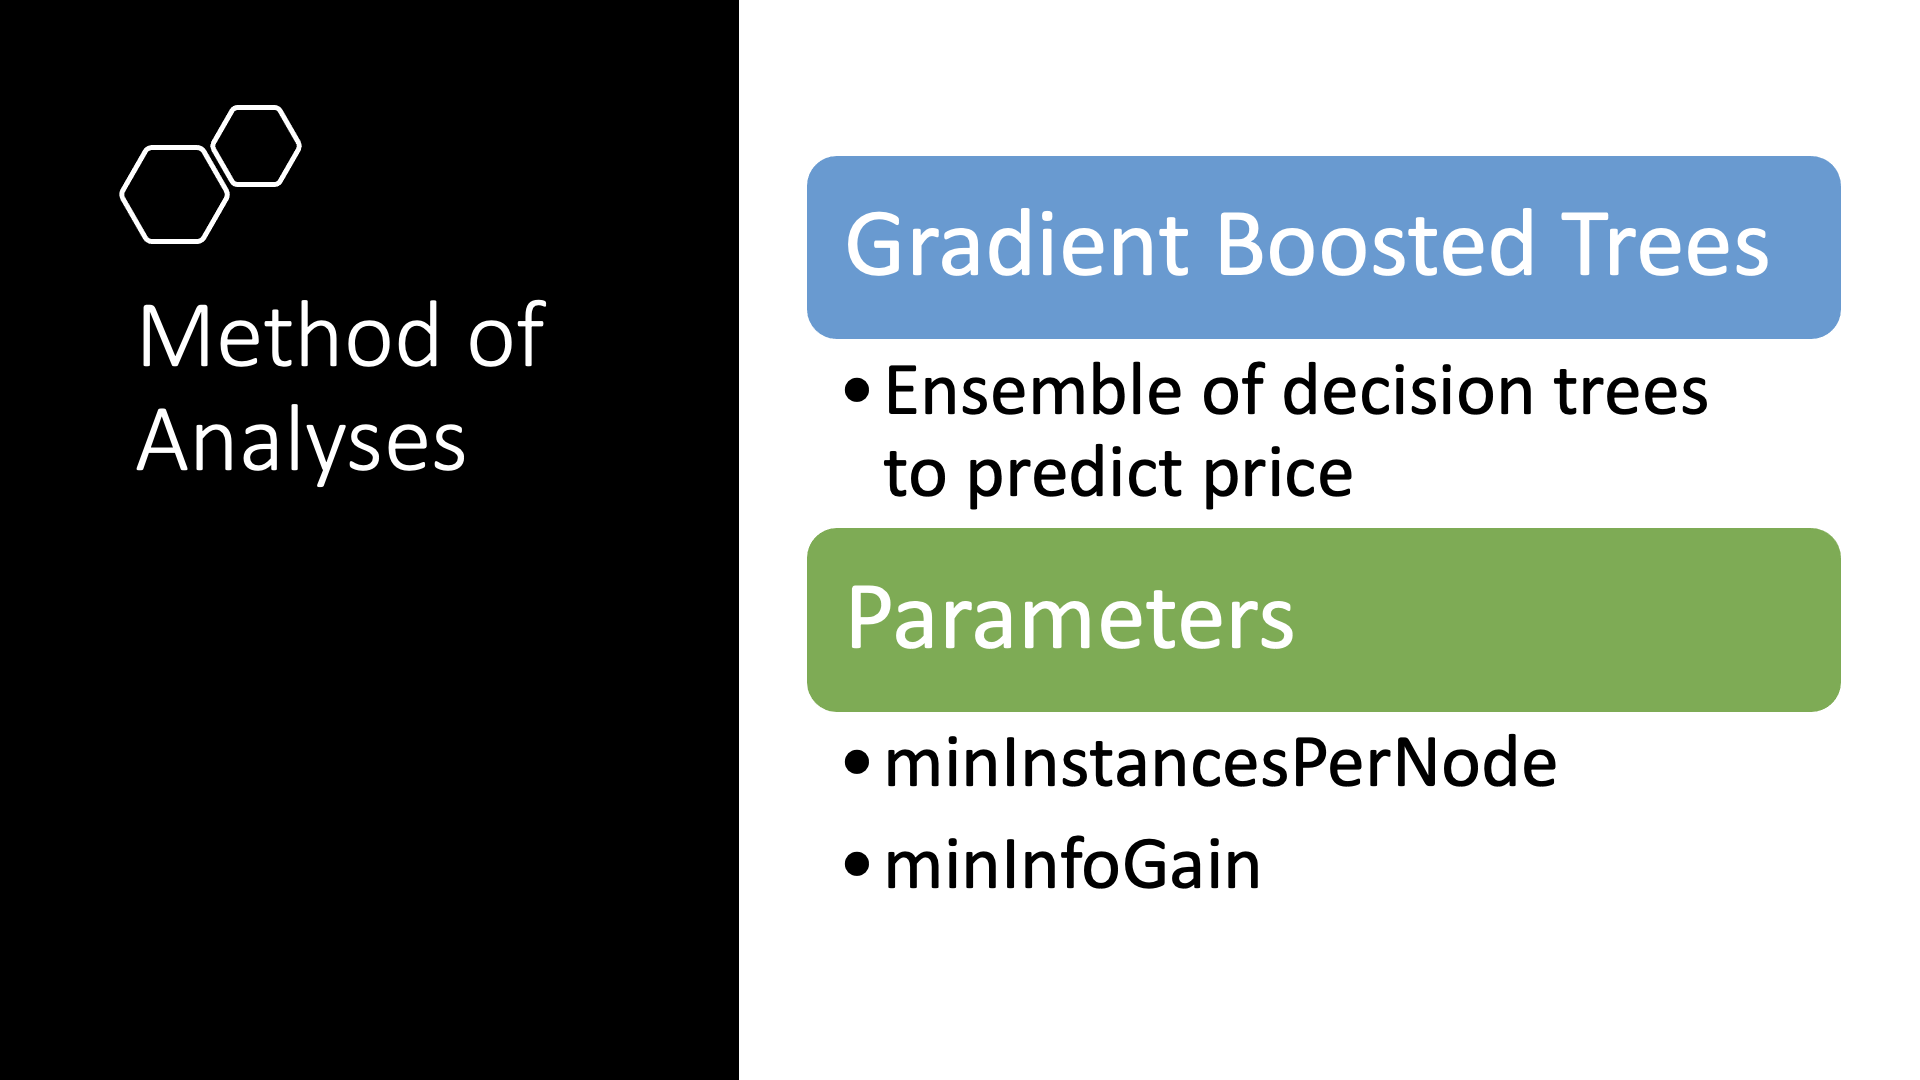 Method of
Analyses
Gradient Boosted Trees
• Ensemble of decision trees
to predict price
Parameters
• minInstancesPerNode
• minInfoGain